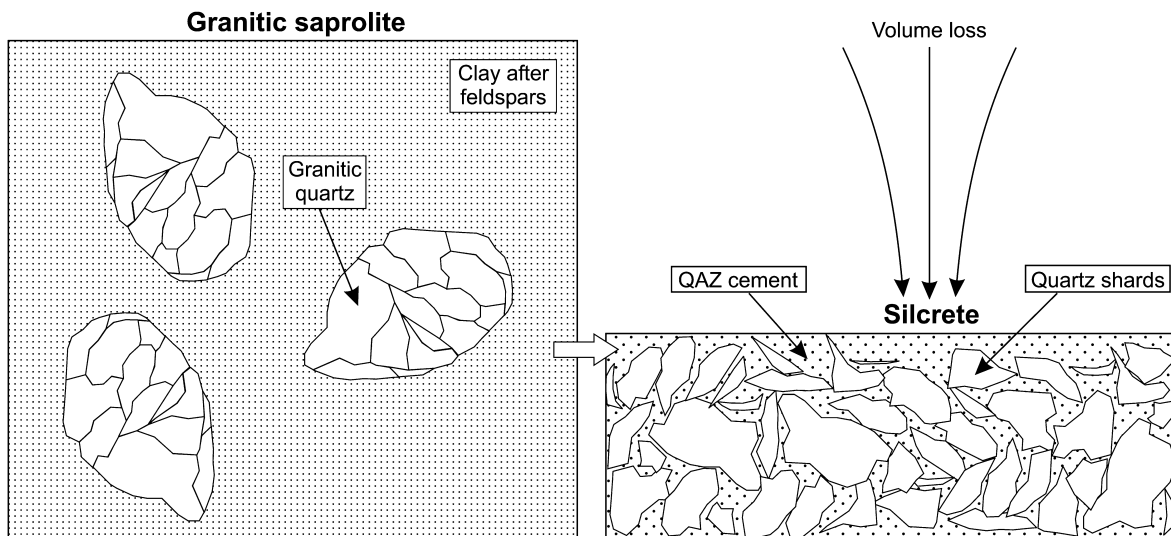 Granitic saprolite
Clay after
feldspars
Granitic
quartz
Volume loss
QAZ cement
Quartz shards
Silcrete